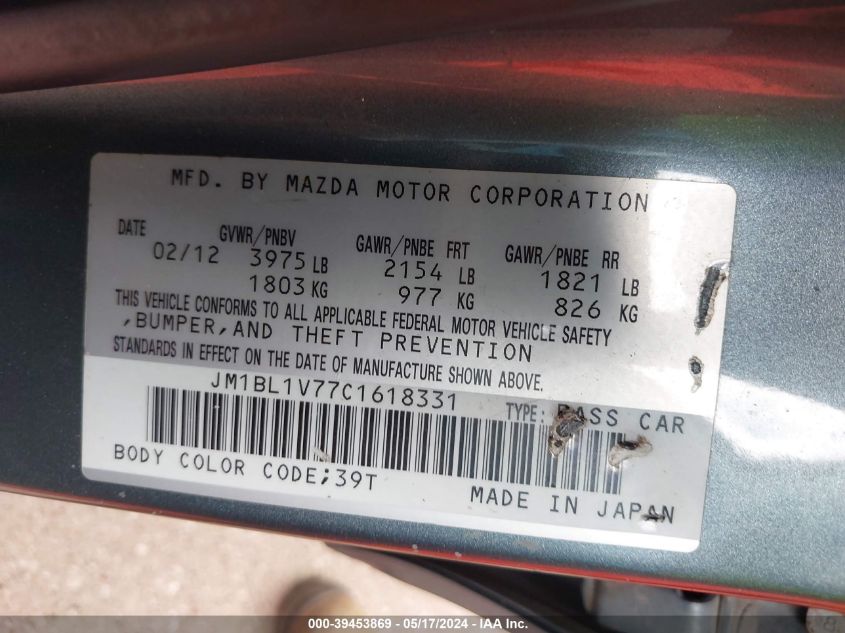 MFD. BY MAZDA MOTOR CORPORATION
DATE GVWR/PNBV GAWR/PNBE FRT GAWR/PNBE RR
02/12 3975 LB 2154 LB 1821 LB
1803 KG 977 KG 826 KG
THIS VEHICLE CONFORMS TO ALL APPLICABLE FEDERAL MOTOR VEHICLE SAFETY
,BUMPER,AND THEFT PREVENTION
STANDARDS IN EFFECT ON THE DATE OF MANUFACTURE SHOWN ABOVE.
JM1BL1V77C1618331 TYPE: PASS CAR
BODY COLOR CODE;39T
MADE IN JAPAN
000-39453869 - 05/17/2024 - IAA, Inc.